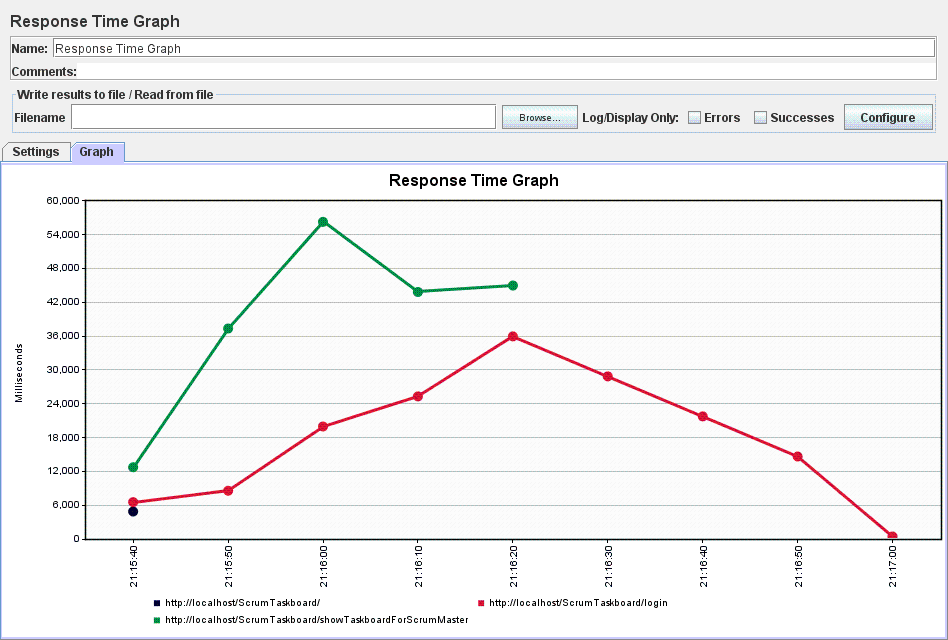 Response Time Graph
Name: Response Time Graph
Comments:
Write results to file / Read from file
Filename Browse... Log/Display Only: Errors Successes Configure
Settings Graph
Response Time Graph
60,000
54,000
48,000
42,000
36,000
30,000
24,000
18,000
12,000
6,000
0
Milliseconds
21:15:40 21:15:50 21:16:00 21:16:10 21:16:20 21:16:30 21:16:40 21:16:50 21:17:00
http://localhost/ScrumTaskboard/ http://localhost/ScrumTaskboard/login
http://localhost/ScrumTaskboard/showTaskboardForScrumMaster